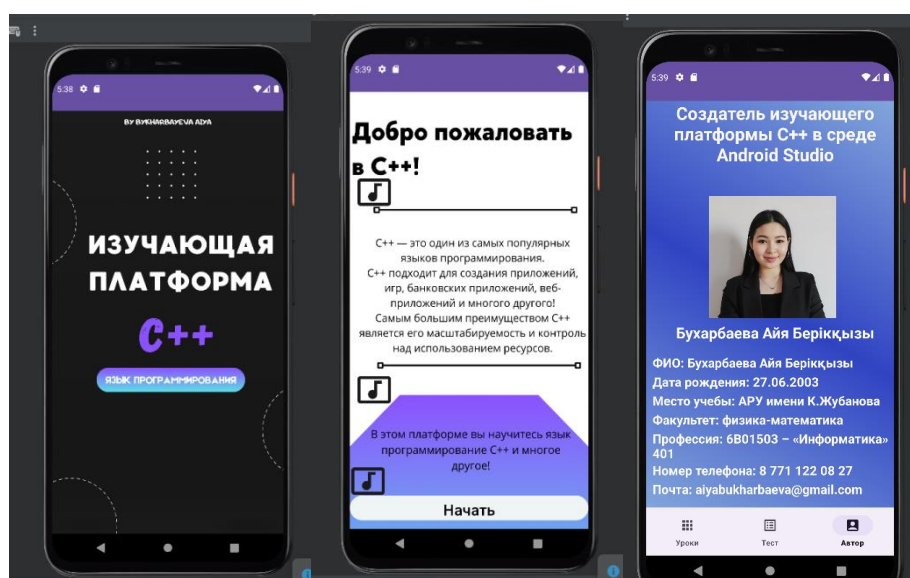 5:38
BY BYKHARBAYEVA AIYA
ИЗУЧАЮЩАЯ
ПЛАТФОРМА
C++
ЯЗЫК ПРОГРАММИРОВАНИЯ
5:39
Добро пожаловать
в C++!
C++ — это один из самых популярных
языков программирования.
C++ подходит для создания приложений,
игр, банковских приложений, веб-
приложений и многого другого!
Самым большим преимуществом C++
является его масштабируемость и контроль
над использованием ресурсов.
В этом платформе вы научитесь язык
программирование C++ и многое
другое!
Начать
5:39
Создатель изучающего
платформы C++ в среде
Android Studio
Бухарбаева Айя Беріккызы
ФИО: Бухарбаева Айя Беріккызы
Дата рождения: 27.06.2003
Место учебы: АРУ имени К.Жубанова
Факультет: физика-математика
Профессия: 6B01503 – «Информатика»
401
Номер телефона: 8 771 122 08 27
Почта: aiyabukharbaeva@gmail.com
Уроки
Тест
Автор